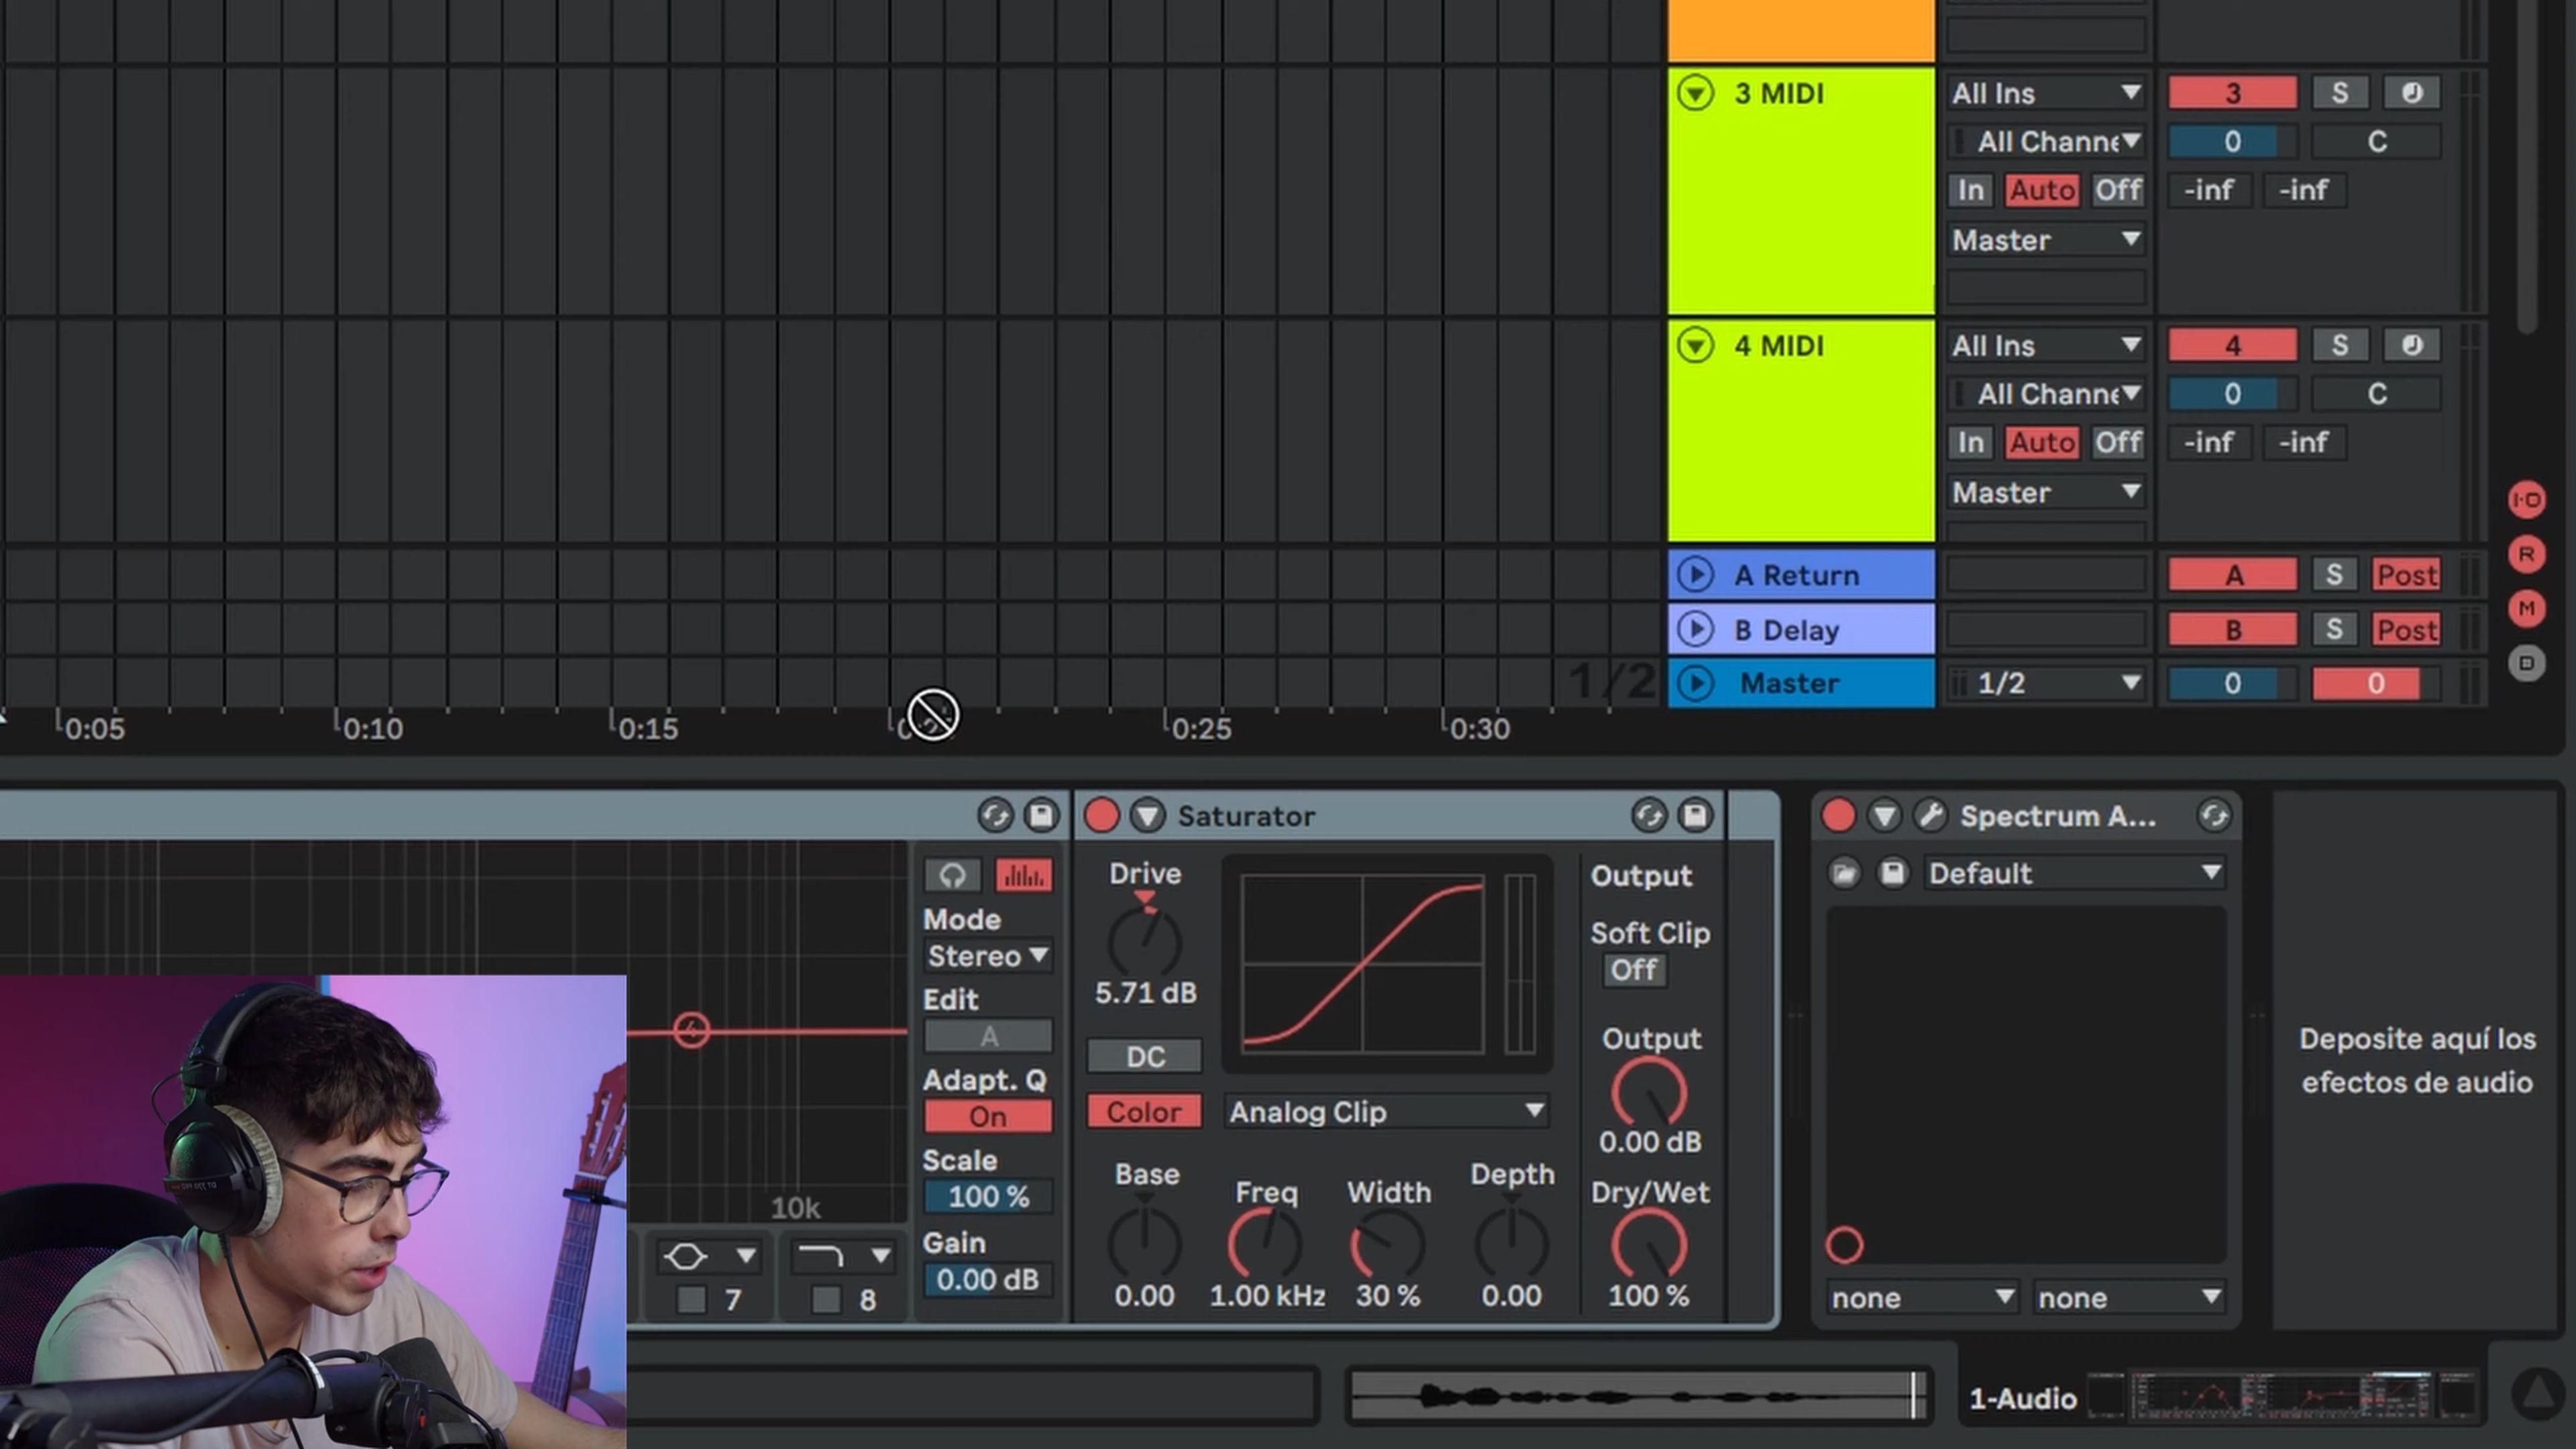 3 MIDI
All Ins
3
S
All Channe
0
C
In
Auto
Off
-inf
-inf
Master
4 MIDI
All Ins
4
S
All Channe
0
C
In
Auto
Off
-inf
-inf
Master
A Return
A
S
Post
B Delay
B
S
Post
1/2
Master
1/2
0
0
I-O
R
M
D
0:05
0:10
0:15
0:25
0:30
Saturator
Spectrum A...
Drive
5.71 dB
DC
Color
Analog Clip
Base
0.00
Freq
1.00 kHz
Width
30 %
Depth
0.00
Output
Soft Clip
Off
Output
0.00 dB
Dry/Wet
100 %
Mode
Stereo
Edit
A
Adapt. Q
On
Scale
100 %
Gain
0.00 dB
4
10k
7
8
Default
none
none
Deposite aquí los
efectos de audio
1-Audio